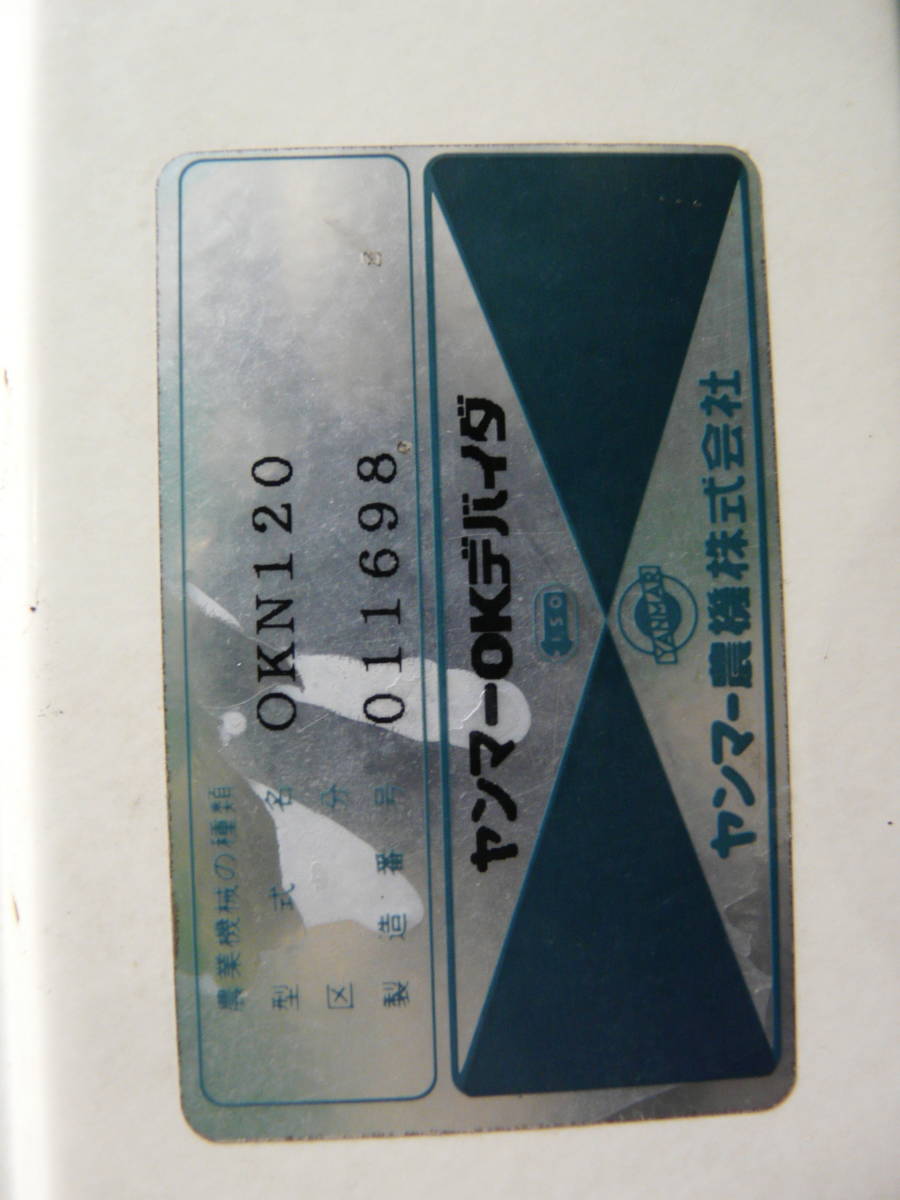 農業機械の種類
型式名 OKN120
区分
製造番号 011698
ヤンマーOKデバイダ
YANMAR
ヤンマー農機株式会社